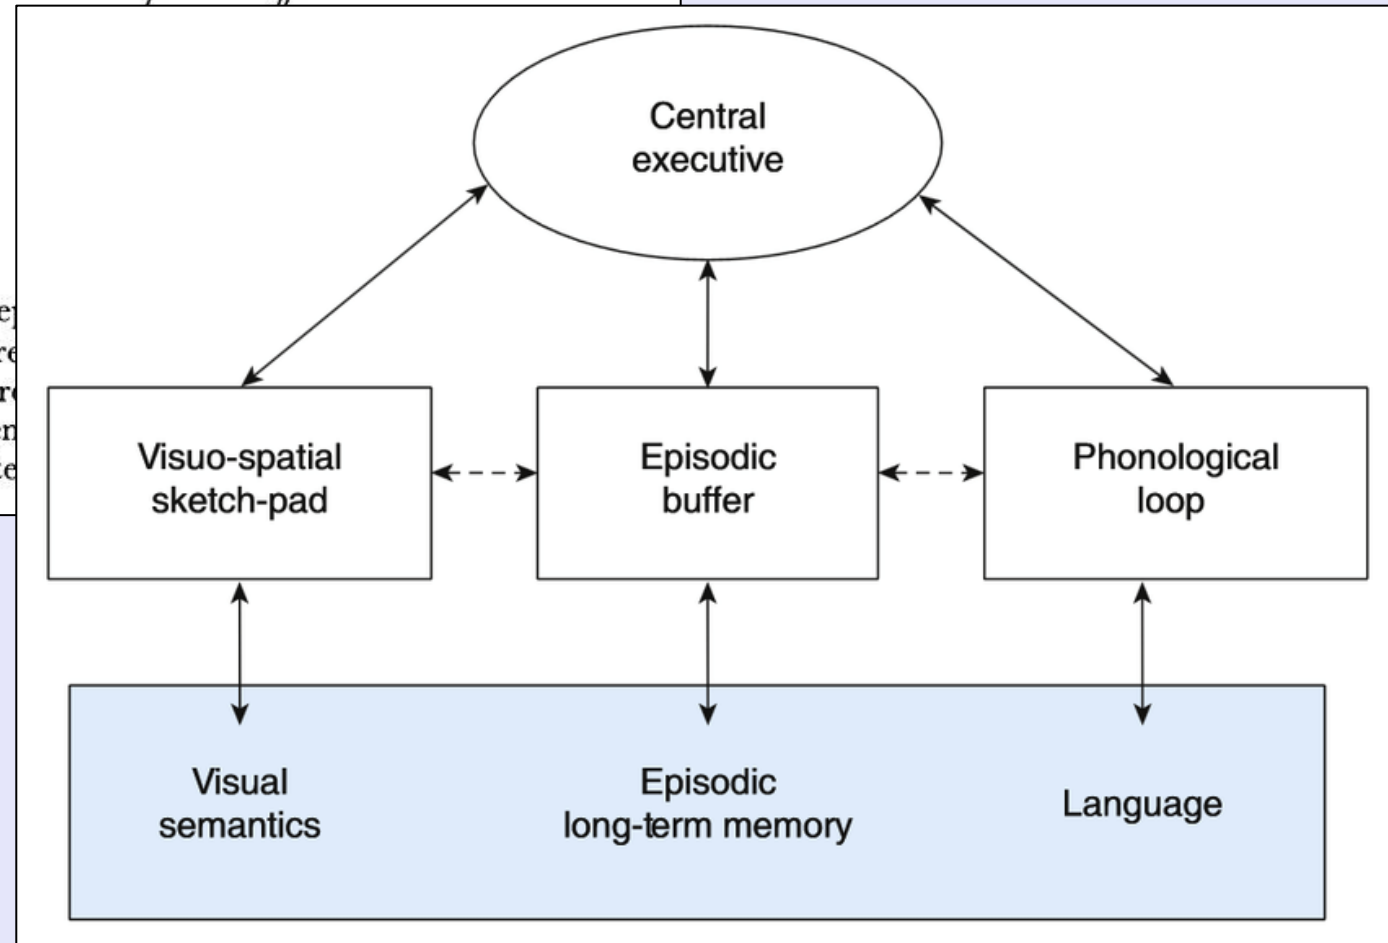 Central
executive
Visuo-spatial
sketch-pad
Episodic
buffer
Phonological
loop
Visual
semantics
Episodic
long-term memory
Language